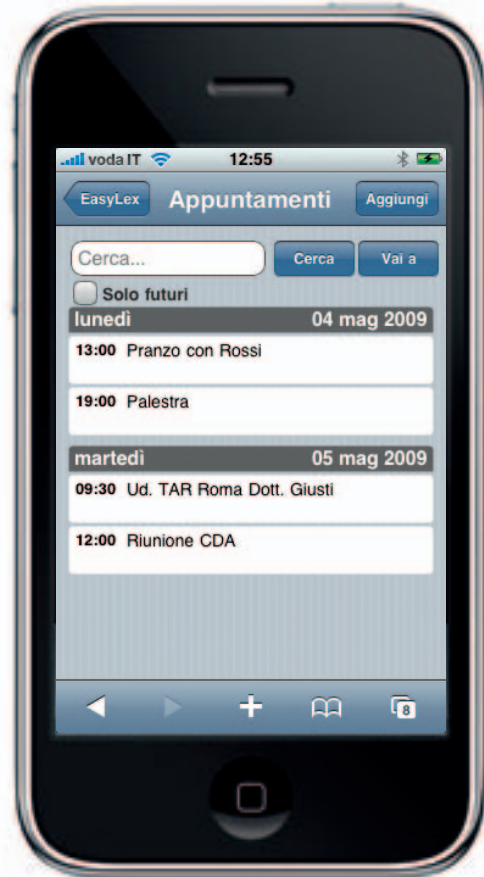 voda IT 12:55
EasyLex Appuntamenti Aggiungi
Cerca... Cerca Vai a
Solo futuri
lunedì 04 mag 2009
13:00 Pranzo con Rossi
19:00 Palestra
martedì 05 mag 2009
09:30 Ud. TAR Roma Dott. Giusti
12:00 Riunione CDA
8